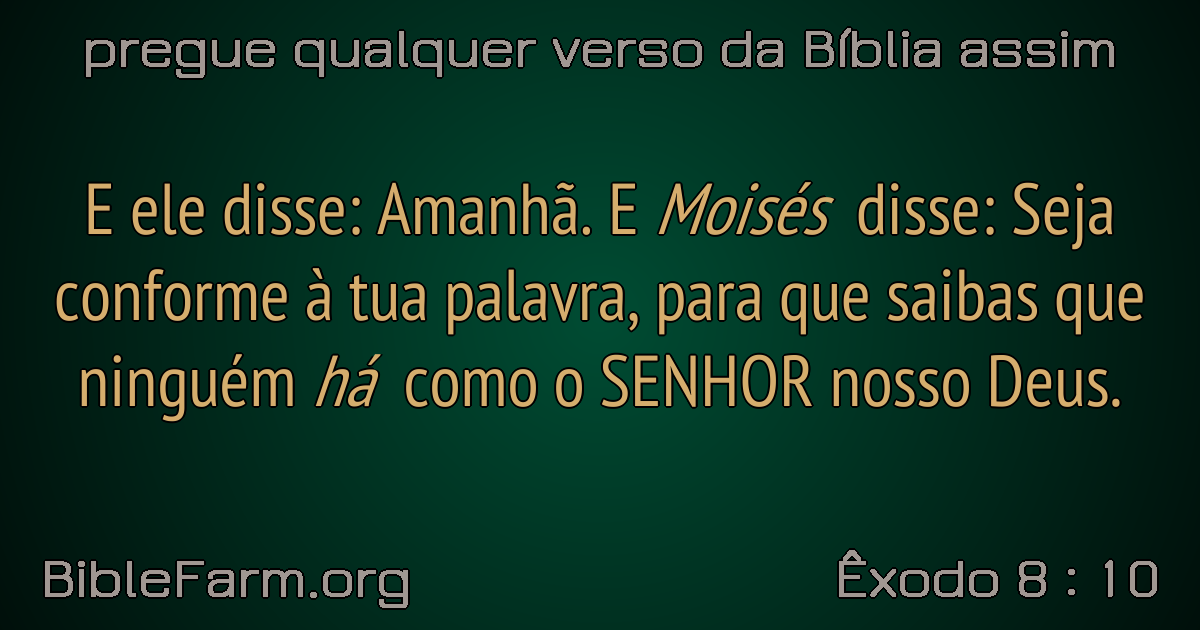 pregue qualquer verso da Bíblia assim
E ele disse: Amanhã. E Moisés disse: Seja
conforme à tua palavra, para que saibas que
ninguém há como o SENHOR nosso Deus.
BibleFarm.org
Êxodo 8 : 10